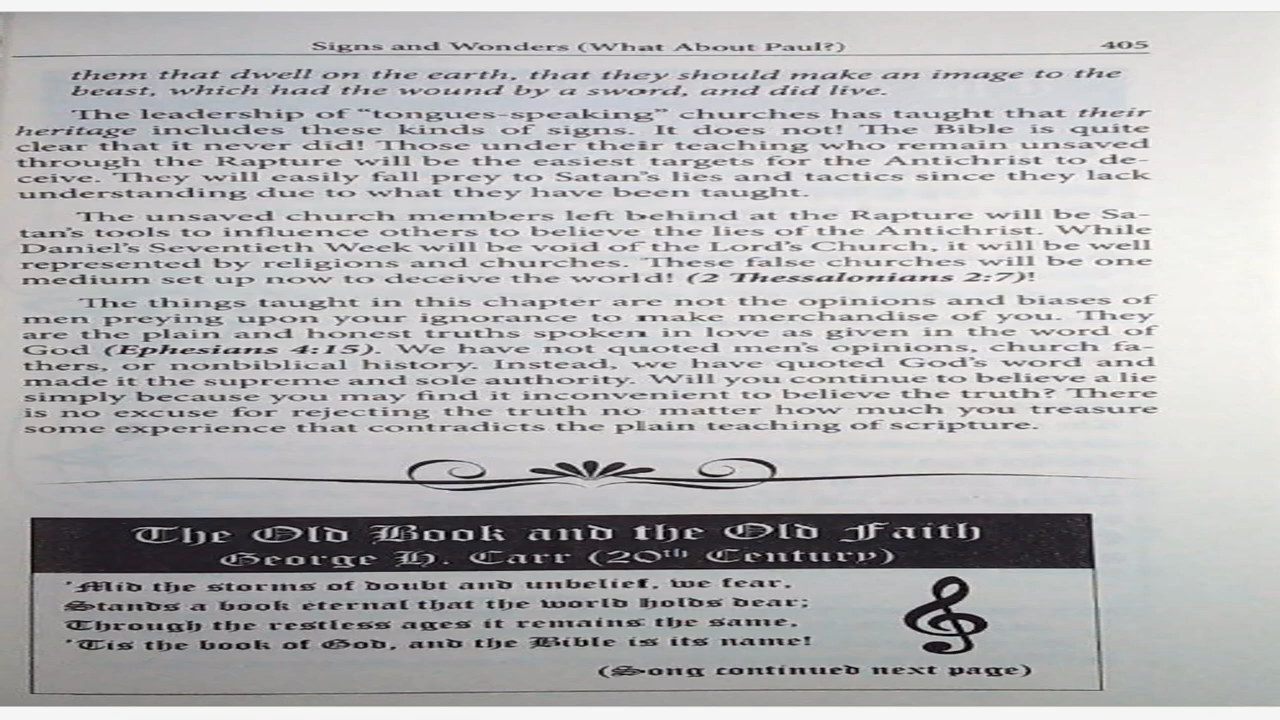 Signs and Wonders (What About Paul?) 405
them that dwell on the earth, that they should make an image to the
beast, which had the wound by a sword, and did live.
The leadership of “tongues-speaking” churches has taught that their
heritage includes these kinds of signs. It does not! The Bible is quite
clear that it never did! Those under their teaching who remain unsaved
through the Rapture will be the easiest targets for the Antichrist to de-
ceive. They will easily fall prey to Satan’s lies and tactics since they lack
understanding due to what they have been taught.
The unsaved church members left behind at the Rapture will be Sa-
tan’s tools to influence others to believe the lies of the Antichrist. While
Daniel’s Seventieth Week will be void of the Lord’s Church, it will be well
represented by religions and churches. These false churches will be one
medium set up now to deceive the world! (2 Thessalonians 2:7)!
The things taught in this chapter are not the opinions and biases of
men preying upon your ignorance to make merchandise of you. They
are the plain and honest truths spoken in love as given in the word of
God (Ephesians 4:15). We have not quoted men’s opinions, church fa-
thers, or nonbiblical history. Instead, we have quoted God’s word and
made it the supreme and sole authority. Will you continue to believe a lie
simply because you may find it inconvenient to believe the truth? There
is no excuse for rejecting the truth no matter how much you treasure
some experience that contradicts the plain teaching of scripture.
The Old Book and the Old Faith
George H. Carr (20th Century)
’Mid the storms of doubt and unbelief, we fear,
Stands a book eternal that the world holds dear;
Through the restless ages it remains the same,
’Tis the book of God, and the Bible is its name!
(Song continued next page)